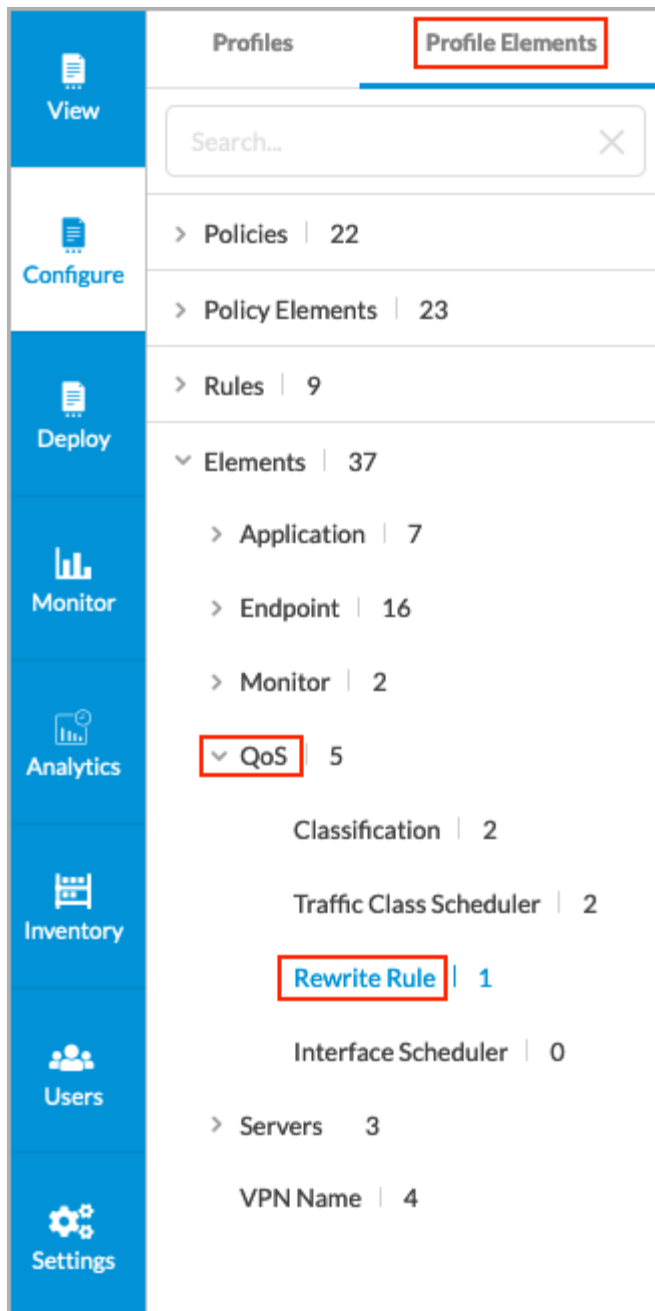 View
Configure
Deploy
Monitor
Analytics
Inventory
Users
Settings
Profiles
Profile Elements
Search...
Policies 22
Policy Elements 23
Rules 9
Elements 37
Application 7
Endpoint 16
Monitor 2
QoS 5
Classification 2
Traffic Class Scheduler 2
Rewrite Rule 1
Interface Scheduler 0
Servers 3
VPN Name 4